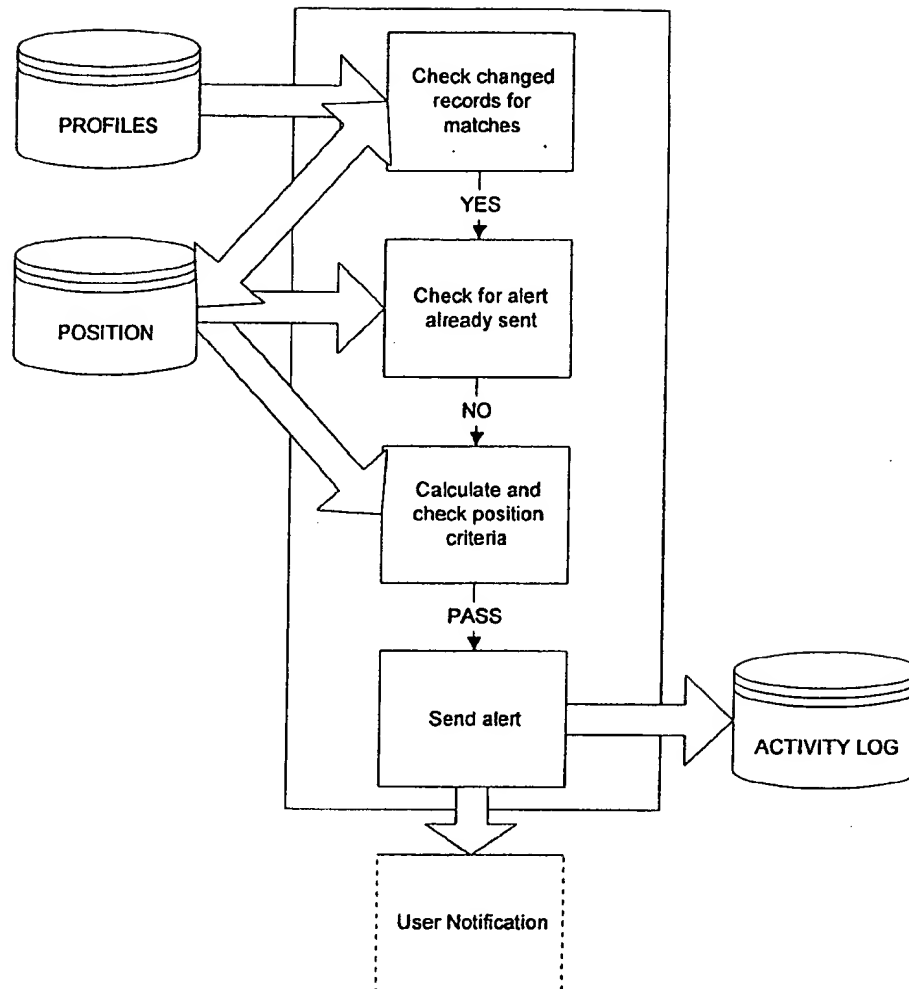 PROFILES
Check changed
records for
matches
YES
POSITION
Check for alert
already sent
NO
Calculate and
check position
criteria
PASS
Send alert
ACTIVITY LOG
User Notification